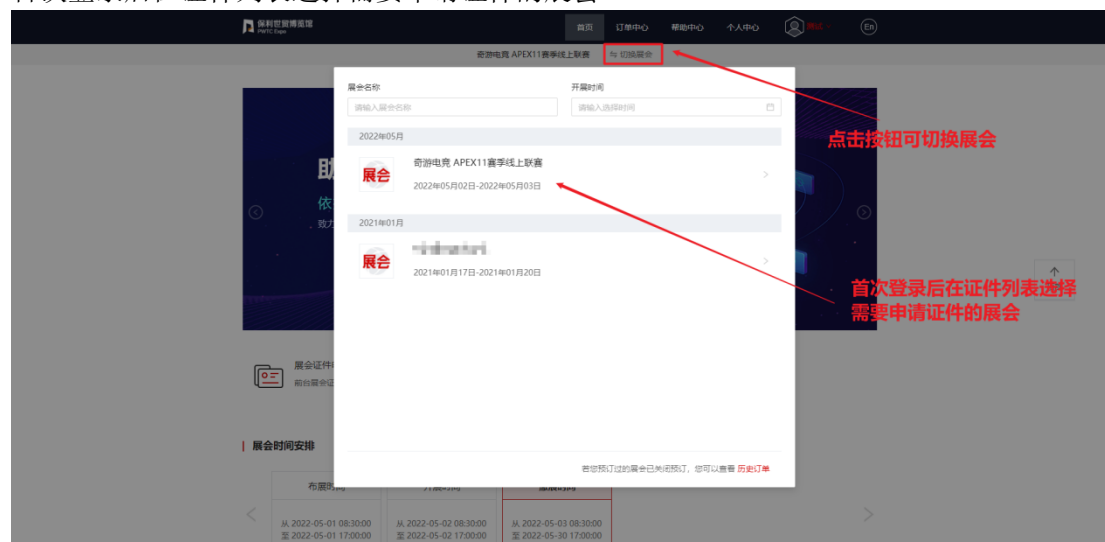 保利世贸博览馆
PWTC Expo
首页 订单中心 帮助中心 个人中心 测试 En
奇游电竞 APEX11赛季线上联赛 切换展会
展会名称 开展时间
请输入展会名称 请输入选择时间
2022年05月
点击按钮可切换展会
展会
奇游电竞 APEX11赛季线上联赛
2022年05月02日-2022年05月03日
助
依
致力
2021年01月
展会
2021年01月17日-2021年01月20日
首次登录后在证件列表选择
需要申请证件的展会
展会证件
前台展会证
展会时间安排
若您预订过的展会已关闭预订，您可以查看 历史订单
布展时间 开展时间 撤展时间
从 2022-05-01 08:30:00 从 2022-05-02 08:30:00 从 2022-05-03 08:30:00
至 2022-05-01 17:00:00 至 2022-05-02 17:00:00 至 2022-05-30 17:00:00